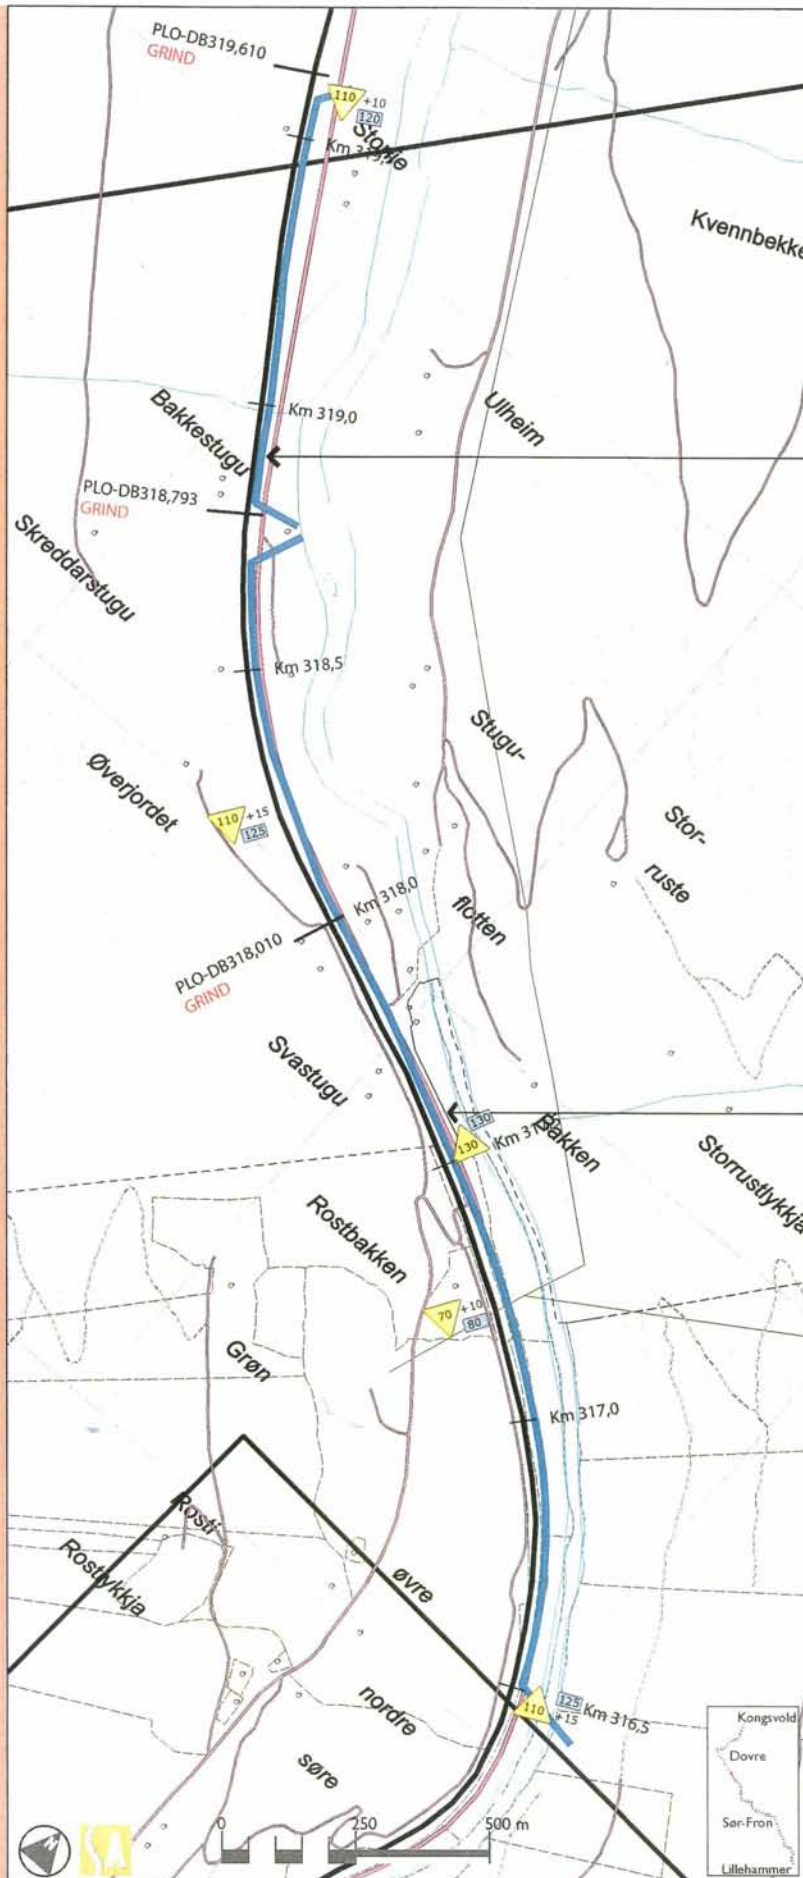 PLO-DB319,610
GRIND
110
+10
120
Kvennbekke
Km 319,0
Bakkestugu
Ulheim
PLO-DB318,793
GRIND
Skreddarstugu
Km 318,5
Stugu-
Øverjordet
110
+15
125
Stor-
ruste
Km 318,0
flotten
PLO-DB318,010
GRIND
Svastugu
130
130
Bakken
Storrustlykkja
Rostbakken
70
+10
80
Grøn
Km 317,0
Rosti
Rostlykkja
øvre
125
110
+15
Km 316,5
nordre
søre
Kongsvold
Dovre
Sør-Fron
Lillehammer
N
0
250
500 m